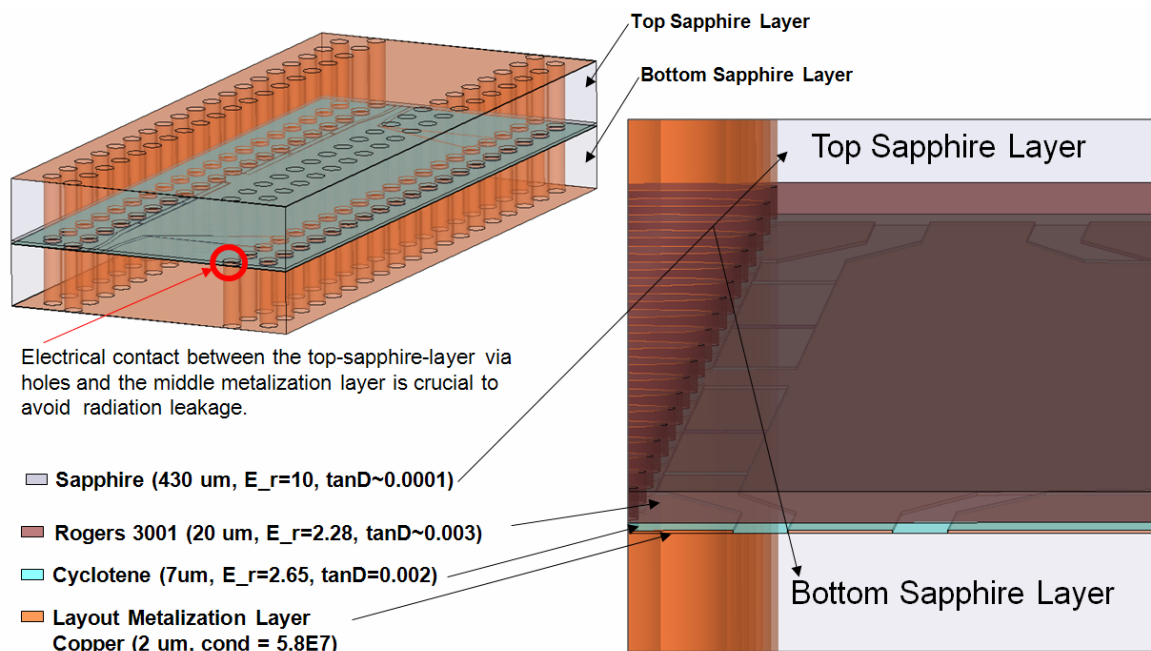 Top Sapphire Layer
Bottom Sapphire Layer
Electrical contact between the top-sapphire-layer via
holes and the middle metalization layer is crucial to
avoid radiation leakage.
Sapphire (430 um, E_r=10, tanD~0.0001)
Rogers 3001 (20 um, E_r=2.28, tanD~0.003)
Cyclotene (7um, E_r=2.65, tanD=0.002)
Layout Metalization Layer
Copper (2 um, cond = 5.8E7)
Top Sapphire Layer
Bottom Sapphire Layer